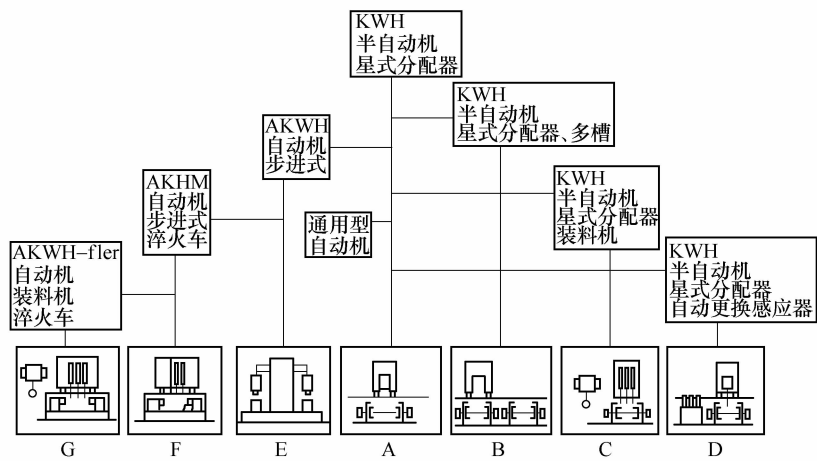 KWH
半自动机
星式分配器
KWH
半自动机
星式分配器、多槽
AKWH
自动机
步进式
KWH
半自动机
星式分配器
装料机
AKHM
自动机
步进式
淬火车
通用型
自动机
KWH
半自动机
星式分配器
自动更换感应器
AKWH-fler
自动机
装料机
淬火车
G
F
E
A
B
C
D